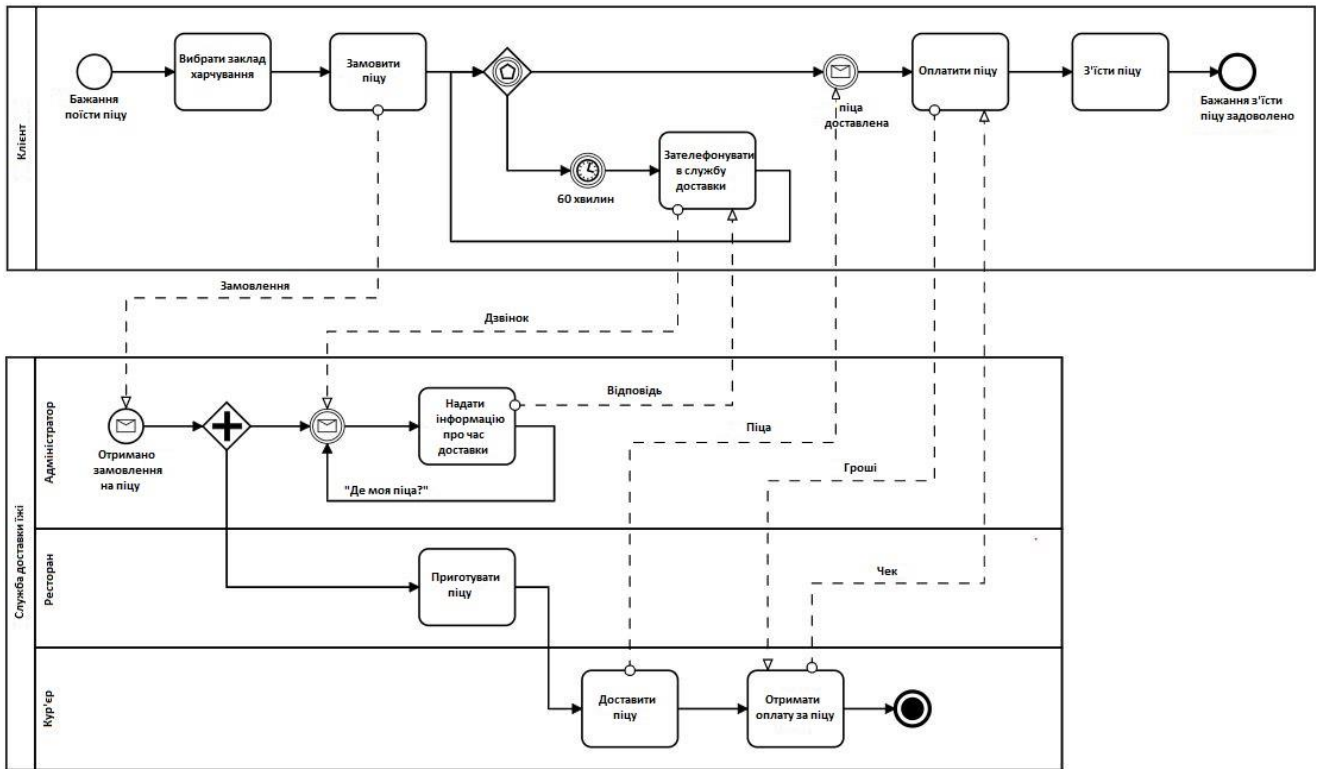 Клієнт
Бажання
поїсти піцу
Вибрати заклад
харчування
Замовити
піцу
60 хвилин
Зателефонувати
в службу
доставки
піца
доставлена
Оплатити піцу
З'їсти піцу
Бажання з'їсти
піцу задоволено
Замовлення
Дзвінок
Відповідь
Піца
Гроші
Чек
Служба доставки їжі
Адміністратор
Отримано
замовлення
на піцу
Надати
інформацію
про час
доставки
"Де моя піца?"
Ресторан
Приготувати
піцу
Кур'єр
Доставити
піцу
Отримати
оплату за піцу